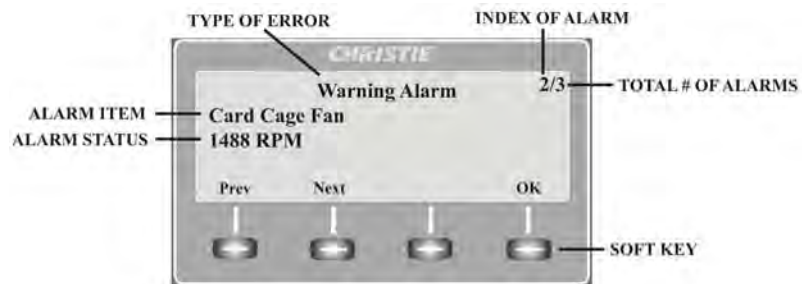 TYPE OF ERROR
INDEX OF ALARM
CHRISTIE
Warning Alarm
2/3
TOTAL # OF ALARMS
ALARM ITEM
Card Cage Fan
ALARM STATUS
1488 RPM
Prev
Next
OK
SOFT KEY